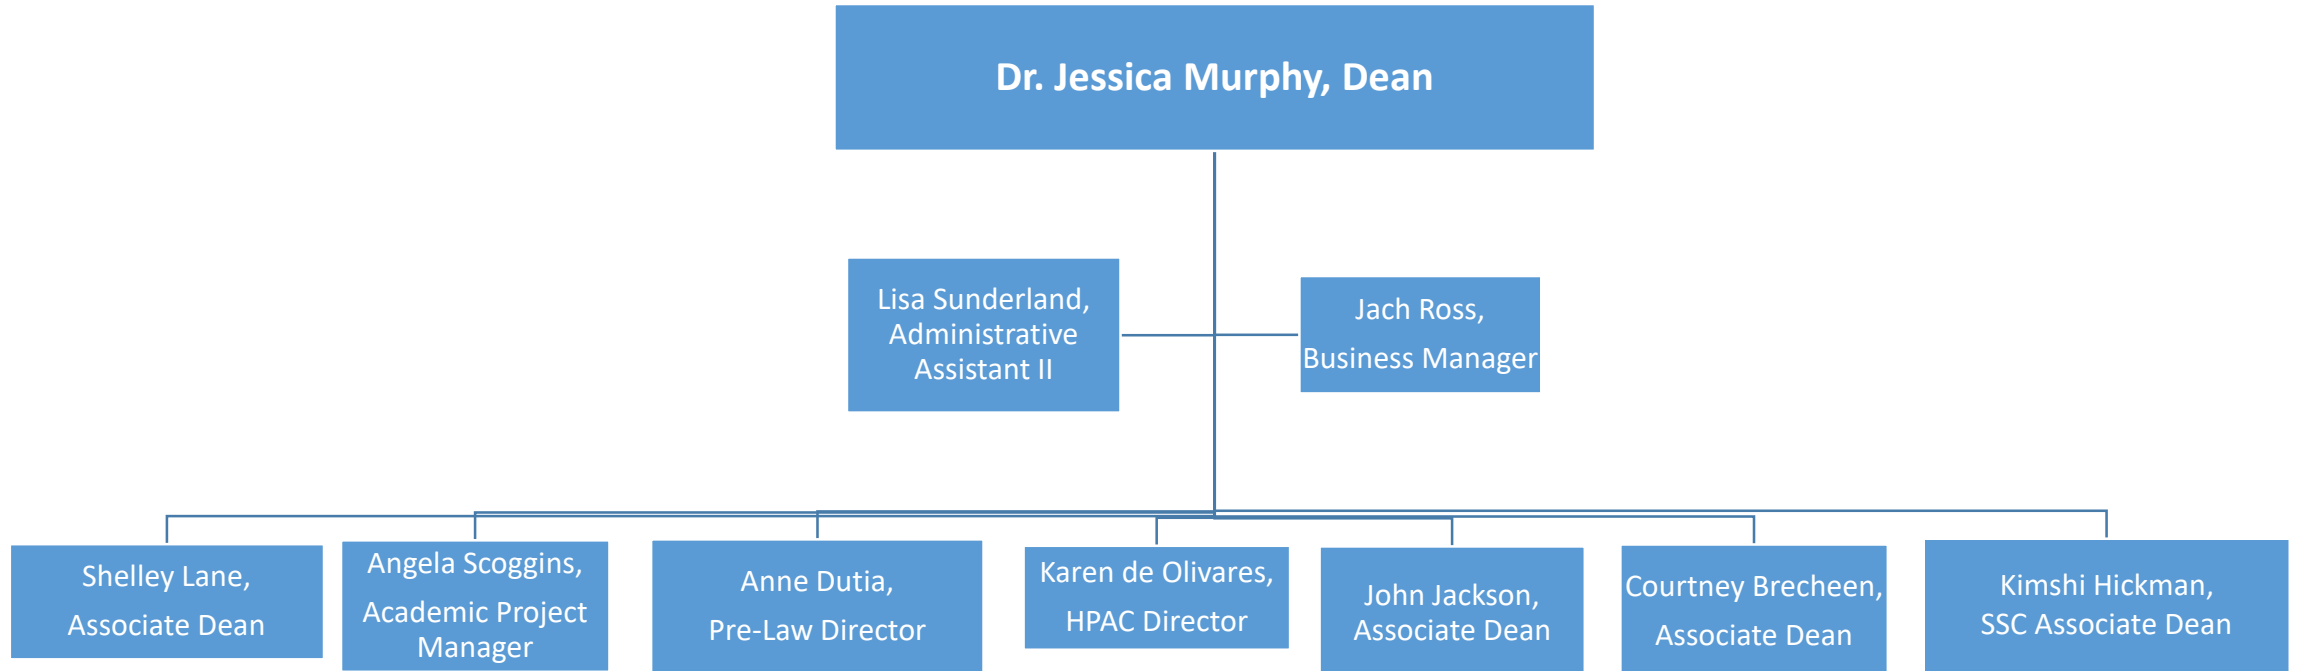 Dr. Jessica Murphy, Dean
Lisa Sunderland,
Administrative
Assistant II
Jach Ross,
Business Manager
Shelley Lane,
Associate Dean
Angela Scoggins,
Academic Project
Manager
Anne Dutia,
Pre-Law Director
Karen de Olivares,
HPAC Director
John Jackson,
Associate Dean
Courtney Brecheen,
Associate Dean
Kimshi Hickman,
SSC Associate Dean